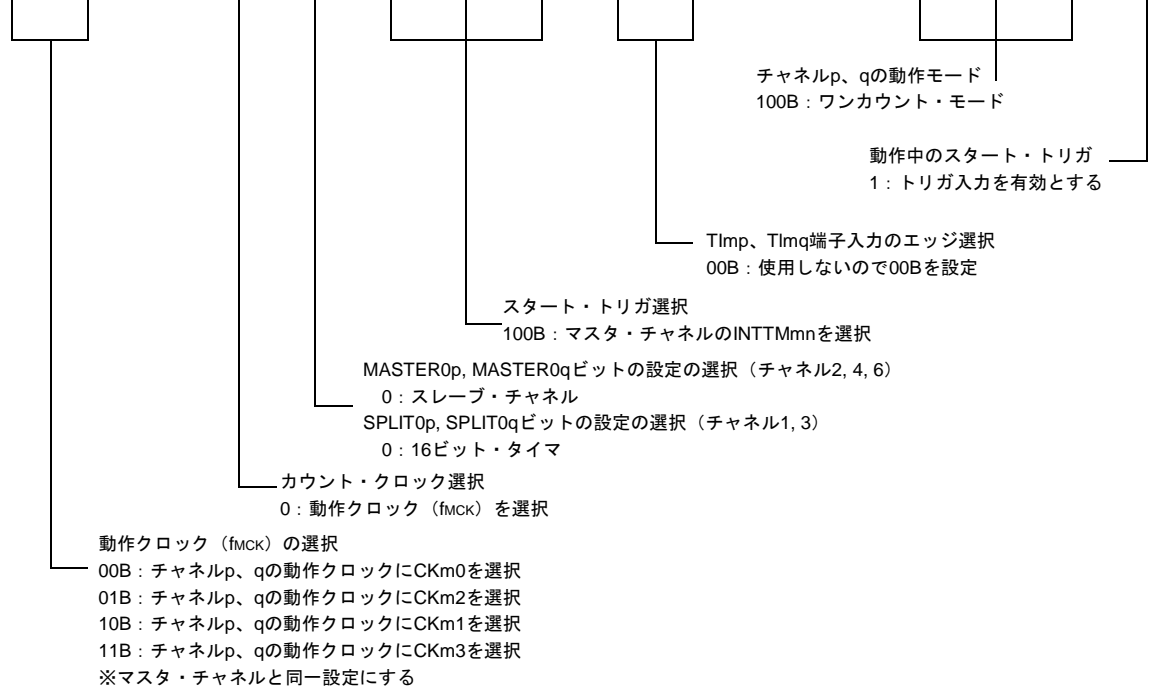 チャネルp、qの動作モード
100B：ワンカウント・モード
動作中のスタート・トリガ
1：トリガ入力を有効とする
TImp、TImq端子入力のエッジ選択
00B：使用しないので00Bを設定
スタート・トリガ選択
100B：マスタ・チャネルのINTTMmnを選択
MASTER0p, MASTER0qビットの設定の選択（チャネル2, 4, 6）
0：スレーブ・チャネル
SPLIT0p, SPLIT0qビットの設定の選択（チャネル1, 3）
0：16ビット・タイマ
カウント・クロック選択
0：動作クロック（fMCK）を選択
動作クロック（fMCK）の選択
00B：チャネルp、qの動作クロックにCKm0を選択
01B：チャネルp、qの動作クロックにCKm2を選択
10B：チャネルp、qの動作クロックにCKm1を選択
11B：チャネルp、qの動作クロックにCKm3を選択
※マスタ・チャネルと同一設定にする